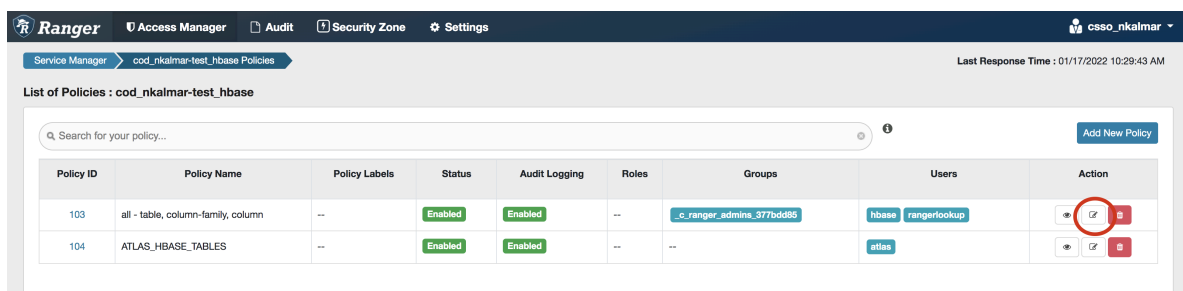 Ranger Access Manager Audit Security Zone Settings csso_nkalmar
Service Manager cod_nkalmar-test_hbase Policies Last Response Time : 01/17/2022 10:29:43 AM
List of Policies : cod_nkalmar-test_hbase
Search for your policy... Add New Policy
Policy ID Policy Name Policy Labels Status Audit Logging Roles Groups Users Action
103 all - table, column-family, column -- Enabled Enabled -- _c_ranger_admins_377bdd85 hbase rangerlookup
104 ATLAS_HBASE_TABLES -- Enabled Enabled -- -- atlas